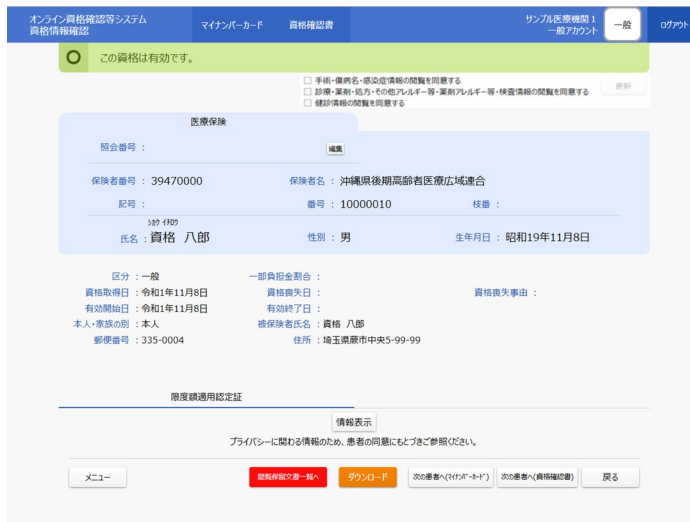 オンライン資格確認等システム
資格情報確認
マイナンバーカード 資格確認書
サンプル医療機関1
一般アカウント
一般
ログアウト
この資格は有効です。
手術・傷病名・感染症情報の閲覧を同意する
診療・薬剤・処方・その他アレルギー等・薬剤アレルギー等・検査情報の閲覧を同意する
健診情報の閲覧を同意する
更新
医療保険
照会番号 : 編集
保険者番号 : 39470000 保険者名 : 沖縄県後期高齢者医療広域連合
記号 : 番号 : 10000010 枝番 :
シカク イチロウ
氏名 : 資格 八郎 性別 : 男 生年月日 : 昭和19年11月8日
区分 : 一般 一部負担金割合 :
資格取得日 : 令和1年11月8日 資格喪失日 : 資格喪失事由 :
有効開始日 : 令和1年11月8日 有効終了日 :
本人・家族の別 : 本人 被保険者氏名 : 資格 八郎
郵便番号 : 335-0004 住所 : 埼玉県蕨市中央5-99-99
限度額適用認定証
情報表示
プライバシーに関わる情報のため、患者の同意にもとづきご参照ください。
メニュー 閲覧保留文書一覧へ ダウンロード 次の患者へ(マイナンバーカード) 次の患者へ(資格確認書) 戻る